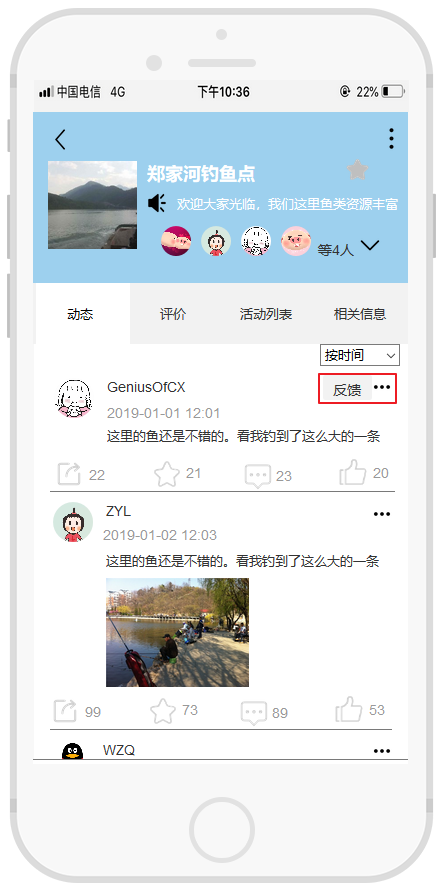 中国电信 4G 下午10:36 22%
郑家河钓鱼点
欢迎大家光临，我们这里鱼类资源丰富
等4人
动态 评价 活动列表 相关信息
按时间
GeniusOfCX 反馈
2019-01-01 12:01
这里的鱼还是不错的。看我钓到了这么大的一条
22 21 23 20
ZYL
2019-01-02 12:03
这里的鱼还是不错的。看我钓到了这么大的一条
99 73 89 53
WZQ